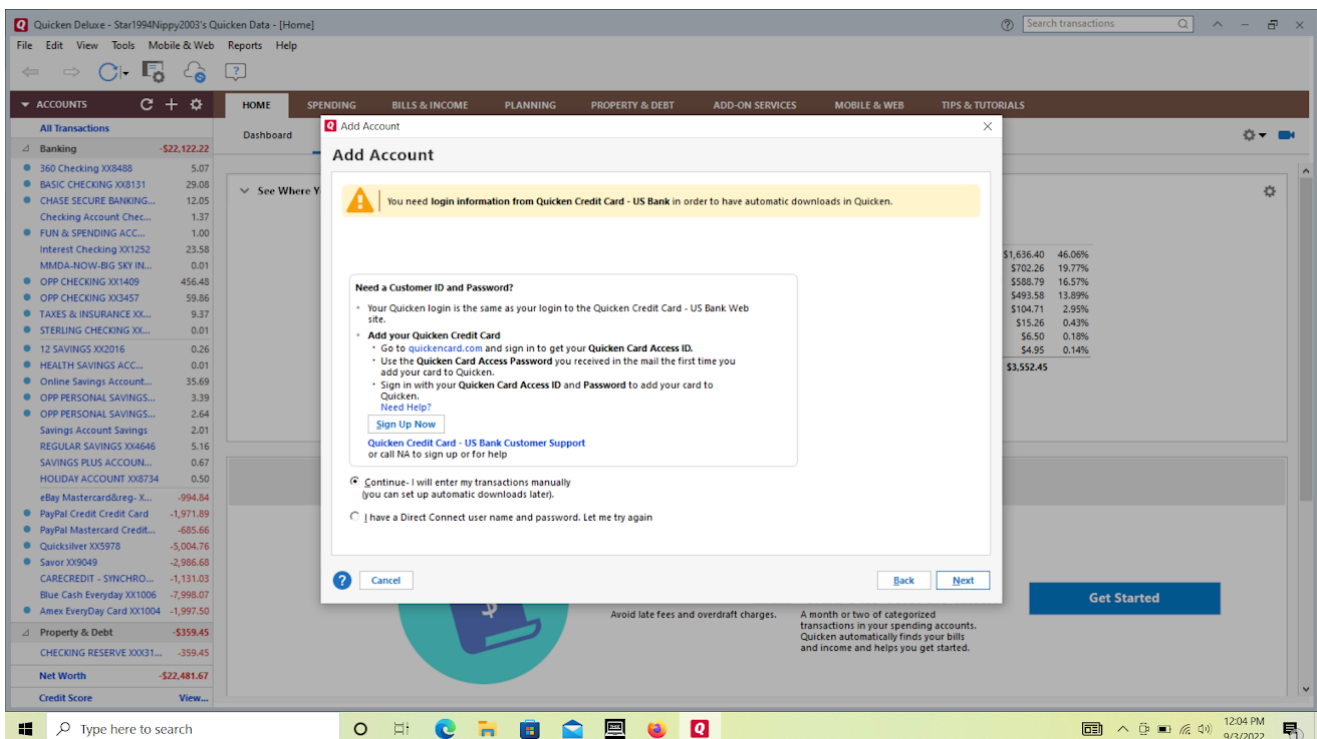 Quicken Deluxe - Star1994Nippy2003's Quicken Data - [Home]
Search transactions
File Edit View Tools Mobile & Web Reports Help
ACCOUNTS
HOME SPENDING BILLS & INCOME PLANNING PROPERTY & DEBT ADD-ON SERVICES MOBILE & WEB TIPS & TUTORIALS
All Transactions
Banking -$22,122.22
360 Checking XX8488 5.07
BASIC CHECKING XX8131 29.08
CHASE SECURE BANKING... 12.05
Checking Account Chec... 1.37
FUN & SPENDING ACC... 1.00
Interest Checking XX1252 23.58
MMDA-NOW-BIG SKY IN... 0.01
OPP CHECKING XX1409 456.48
OPP CHECKING XX3457 59.86
TAXES & INSURANCE XX... 9.37
STERLING CHECKING XX... 0.01
12 SAVINGS XX2016 0.26
HEALTH SAVINGS ACC... 0.01
Online Savings Account... 35.69
OPP PERSONAL SAVINGS... 3.39
OPP PERSONAL SAVINGS... 2.64
Savings Account Savings 2.01
REGULAR SAVINGS XX4646 5.16
SAVINGS PLUS ACCOUN... 0.67
HOLIDAY ACCOUNT XX8734 0.50
eBay Mastercard&reg- X... -994.84
PayPal Credit Credit Card -1,971.89
PayPal Mastercard Credit... -685.66
Quicksilver XX5978 -5,004.76
Savor XX9049 -2,986.68
CARECREDIT - SYNCHRO... -1,131.03
Blue Cash Everyday XX1006 -7,998.07
Amex EveryDay Card XX1004 -1,997.50
Property & Debt -$359.45
CHECKING RESERVE XXX31... -359.45
Net Worth -$22,481.67
Credit Score View...
Dashboard
See Where Y
Add Account
Add Account
You need login information from Quicken Credit Card - US Bank in order to have automatic downloads in Quicken.
Need a Customer ID and Password?
Your Quicken login is the same as your login to the Quicken Credit Card - US Bank Web
site.
Add your Quicken Credit Card
Go to quickencard.com and sign in to get your Quicken Card Access ID.
Use the Quicken Card Access Password you received in the mail the first time you
add your card to Quicken.
Sign in with your Quicken Card Access ID and Password to add your card to
Quicken.
Need Help?
Sign Up Now
Quicken Credit Card - US Bank Customer Support
or call NA to sign up or for help
Continue- I will enter my transactions manually
(you can set up automatic downloads later).
I have a Direct Connect user name and password. Let me try again
Cancel Back Next
$1,636.40 46.06%
$702.26 19.77%
$588.79 16.57%
$493.58 13.89%
$104.71 2.95%
$15.26 0.43%
$6.50 0.18%
$4.95 0.14%
$3,552.45
Avoid late fees and overdraft charges.
A month or two of categorized
transactions in your spending accounts.
Quicken automatically finds your bills
and income and helps you get started.
Get Started
Type here to search
12:04 PM
9/3/2022